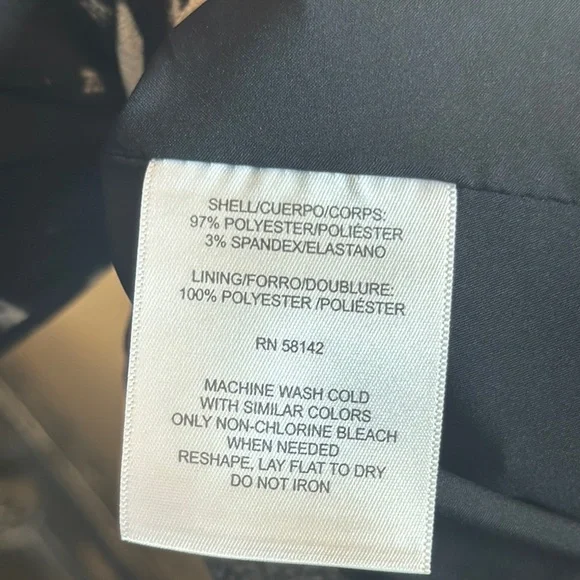 SHELL/CUERPO/CORPS:
97% POLYESTER/POLIÉSTER
3% SPANDEX/ELASTANO
LINING/FORRO/DOUBLURE:
100% POLYESTER /POLIÉSTER
RN 58142
MACHINE WASH COLD
WITH SIMILAR COLORS
ONLY NON-CHLORINE BLEACH
WHEN NEEDED
RESHAPE, LAY FLAT TO DRY
DO NOT IRON